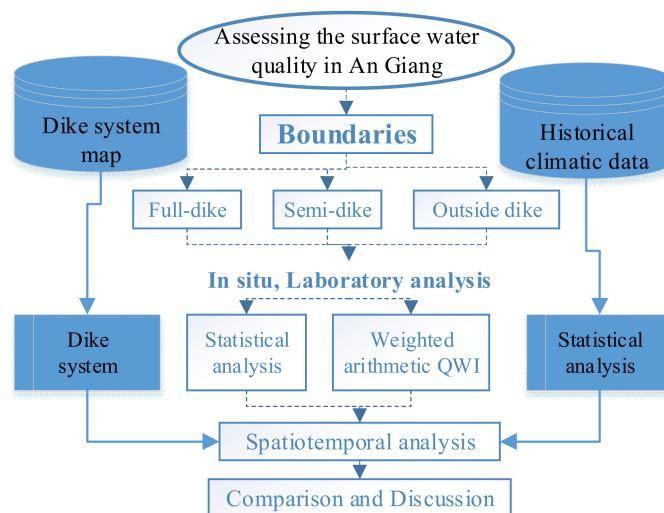 Assessing the surface water
quality in An Giang
Dike system
map
Boundaries
Historical
climatic data
Full-dike
Semi-dike
Outside dike
In situ, Laboratory analysis
Dike
system
Statistical
analysis
Weighted
arithmetic QWI
Statistical
analysis
Spatiotemporal analysis
Comparison and Discussion